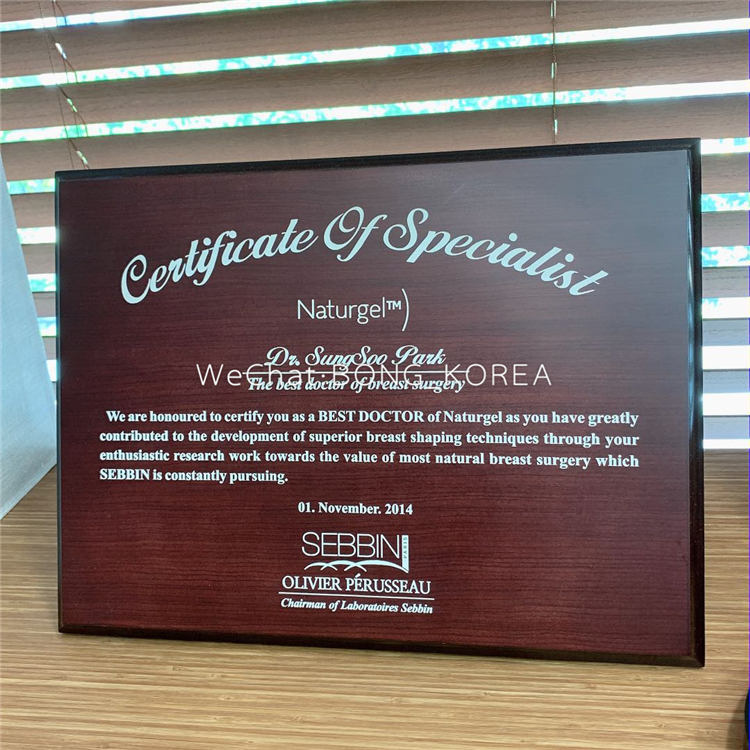 Certificate Of Specialist
Naturgel™)
Dr. SungSoo Park
WeChat:BONG_KOREA
The best doctor of breast surgery
We are honoured to certify you as a BEST DOCTOR of Naturgel as you have greatly
contributed to the development of superior breast shaping techniques through your
enthusiastic research work towards the value of most natural breast surgery which
SEBBIN is constantly pursuing.
01. November. 2014
SEBBIN
OLIVIER PÉRUSSEAU
Chairman of Laboratoires Sebbin